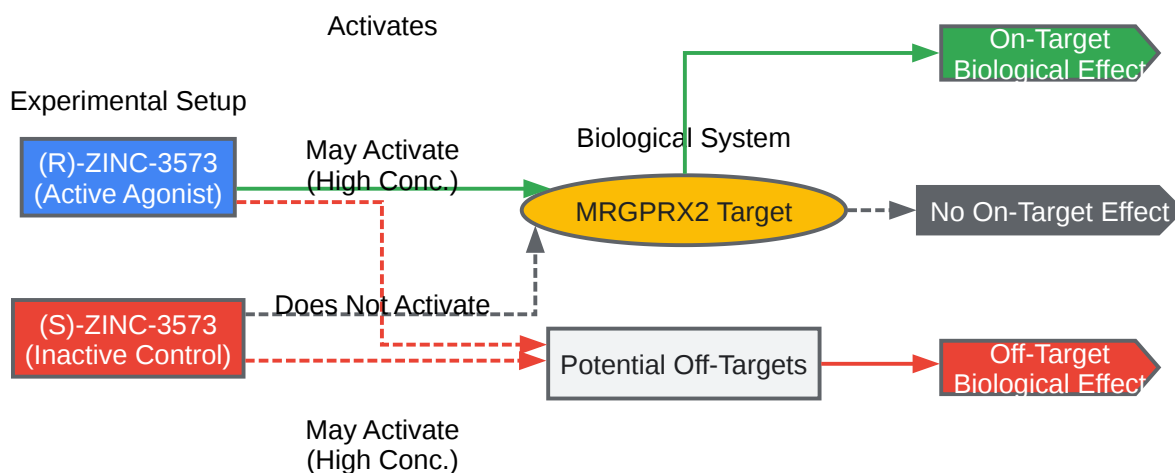 Activates
On-Target
Biological Effect
Experimental Setup
(R)-ZINC-3573
(Active Agonist)
May Activate
(High Conc.)
Biological System
MRGPRX2 Target
No On-Target Effect
Does Not Activate
(S)-ZINC-3573
(Inactive Control)
Potential Off-Targets
Off-Target
Biological Effect
May Activate
(High Conc.)